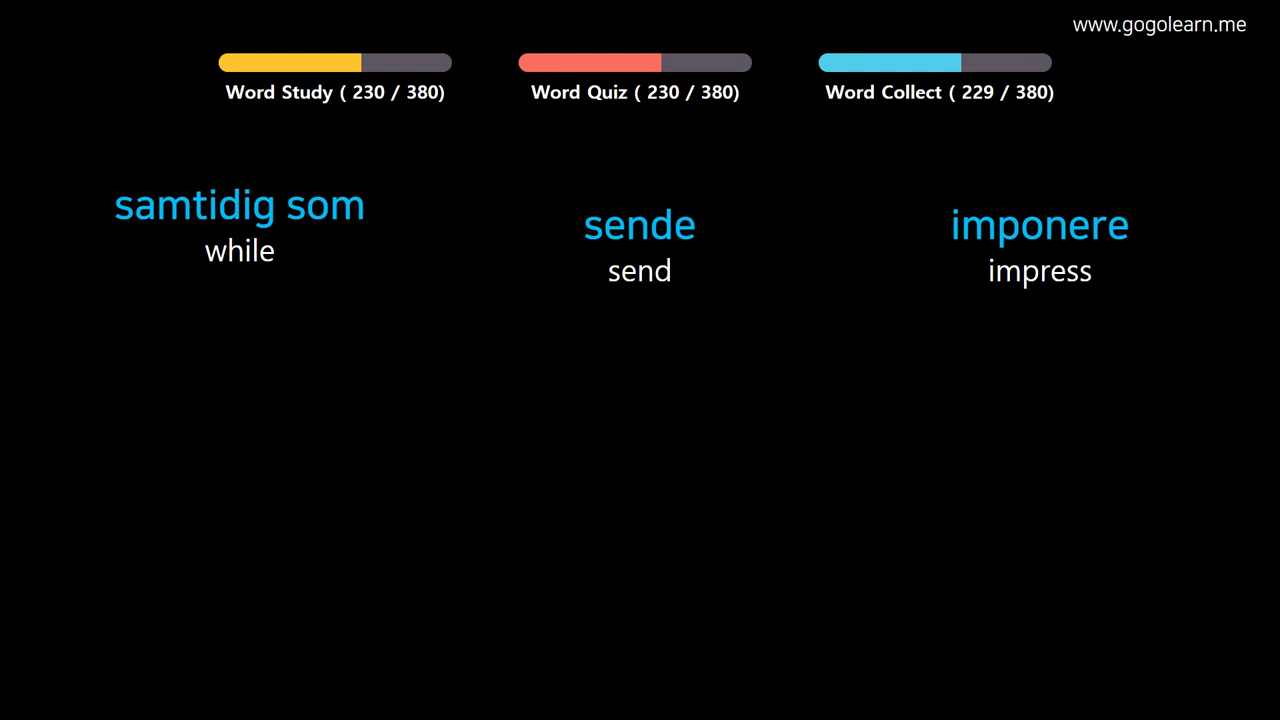 www.gogolearn.me
Word Study ( 230 / 380)
Word Quiz ( 230 / 380)
Word Collect ( 229 / 380)
samtidig som
while
sende
send
imponere
impress